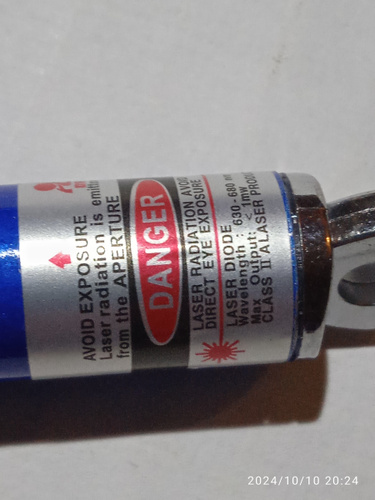 AVOID EXPOSURE
Laser radiation is
from the APERTURE
DANGER
LASER RADIATION AVOID
DIRECT EYE EXPOSURE
LASER DIODE
Wavelength: 630-680
Max Output: < 1mw
CLASS II LASER
2024/10/10 20:24